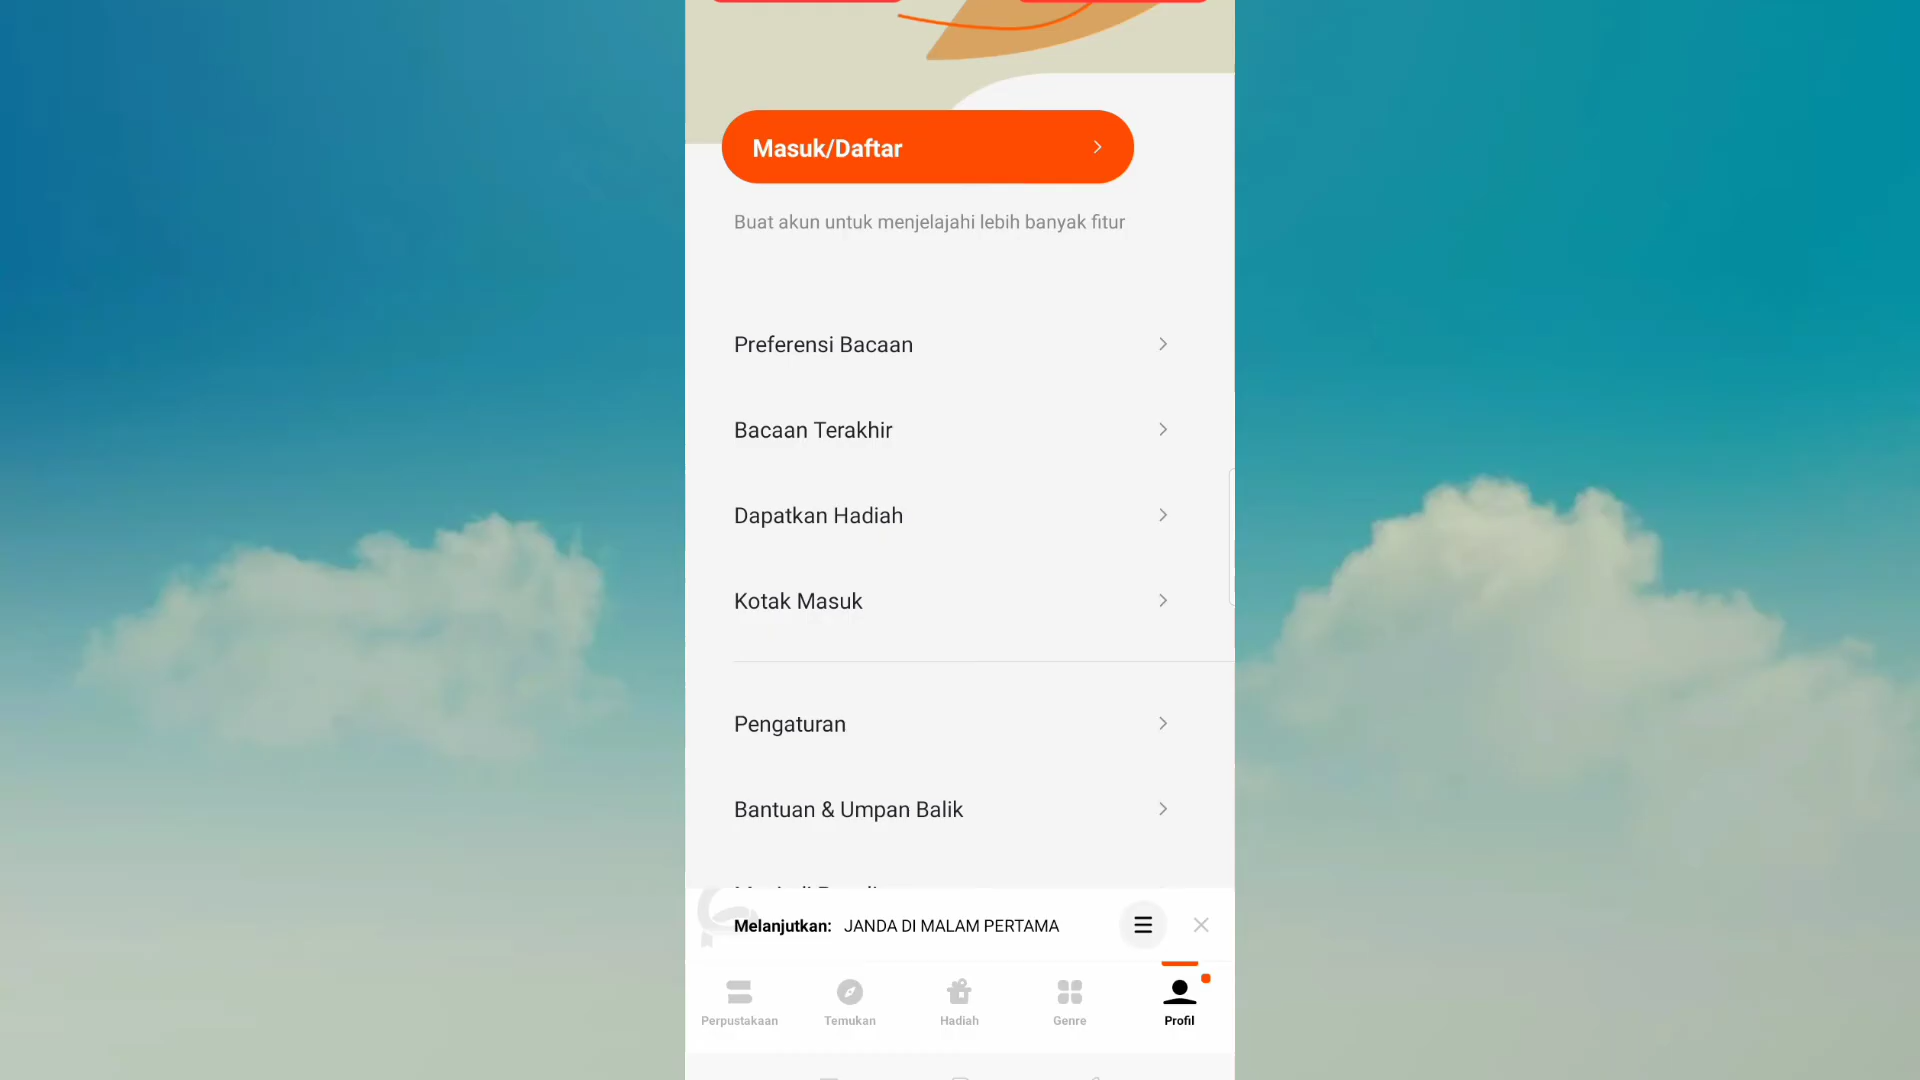 Masuk/Daftar
Buat akun untuk menjelajahi lebih banyak fitur
Preferensi Bacaan
Bacaan Terakhir
Dapatkan Hadiah
Kotak Masuk
Pengaturan
Bantuan & Umpan Balik
Melanjutkan: JANDA DI MALAM PERTAMA
Perpustakaan
Temukan
Hadiah
Genre
Profil